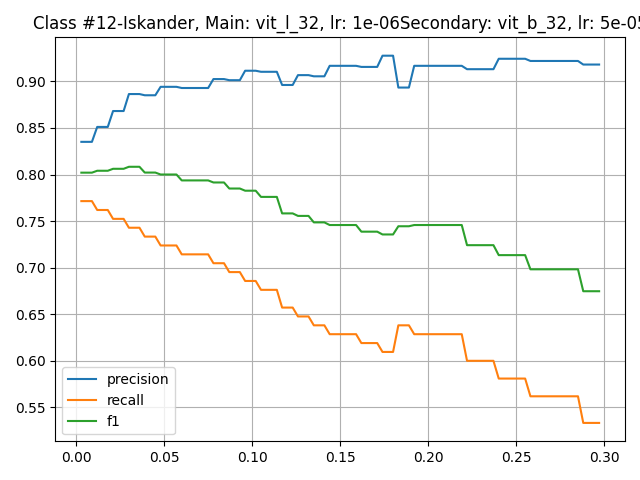 Class #12-Iskander, Main: vit_l_32, lr: 1e-06Secondary: vit_b_32, lr: 5e-05
0.90
0.85
0.80
0.75
0.70
0.65
0.60
0.55
precision
recall
f1
0.00 0.05 0.10 0.15 0.20 0.25 0.30